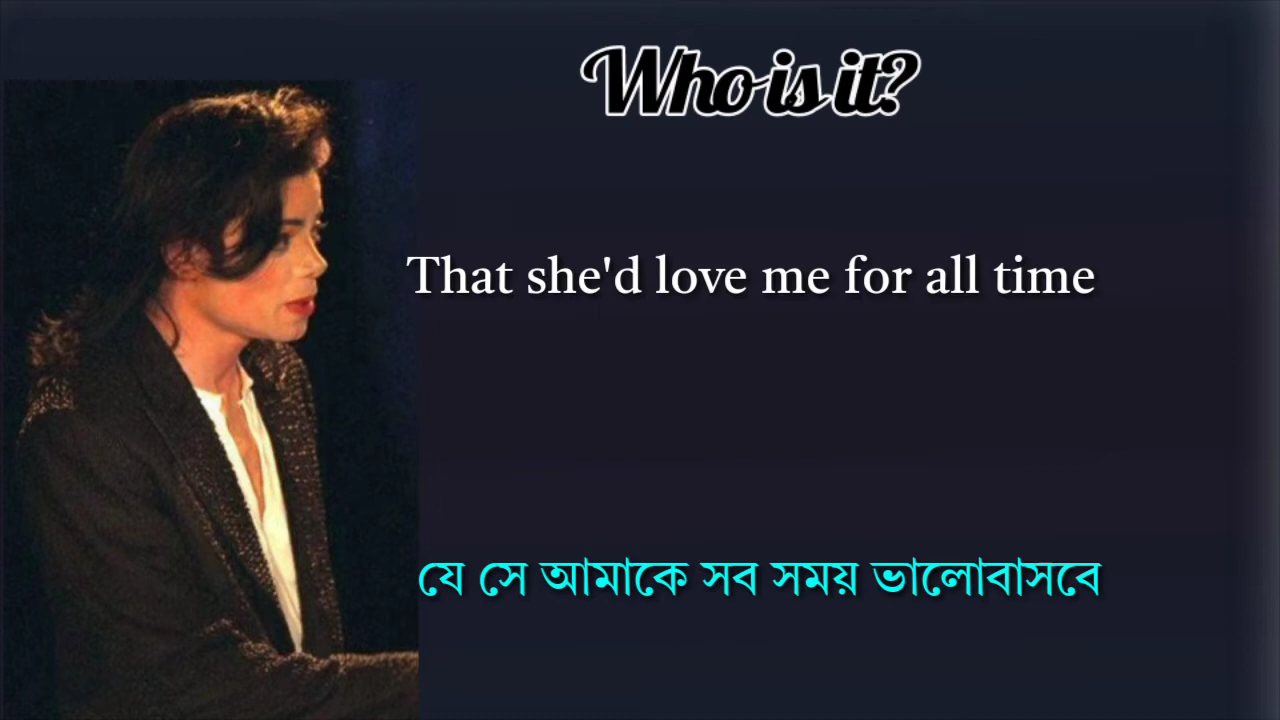 Who is it?
That she'd love me for all time
যে সে আমাকে সব সময় ভালোবাসবে